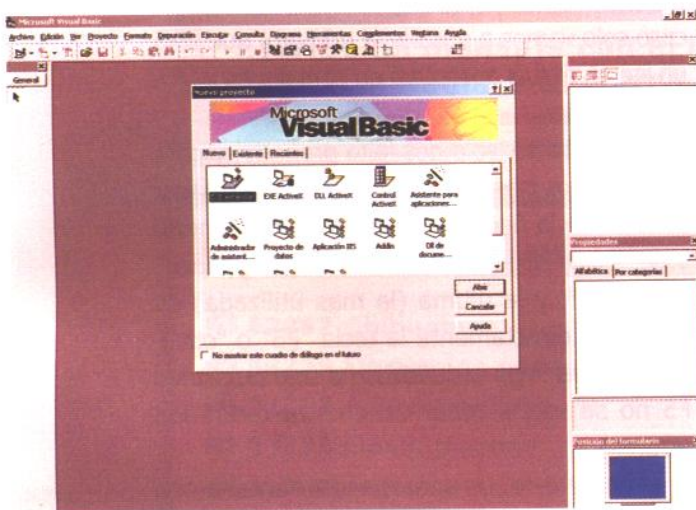 Microsoft Visual Basic
Archivo Edición Ver Proyecto Formato Depuración Ejecutar Consulta Diagrama Herramientas Complementos Ventana Ayuda
General
Nuevo proyecto
Microsoft
Visual Basic
Nuevo Existente Recientes
EXE ActiveX DLL ActiveX Control ActiveX Asistente para aplicaciones...
Administrador de asistent... Proyecto de datos Aplicación IIS Addin Dll de docume...
Abrir
Cancelar
Ayuda
No mostrar este cuadro de diálogo en el futuro
Propiedades
Alfabética Por categorías
Posición del formulario